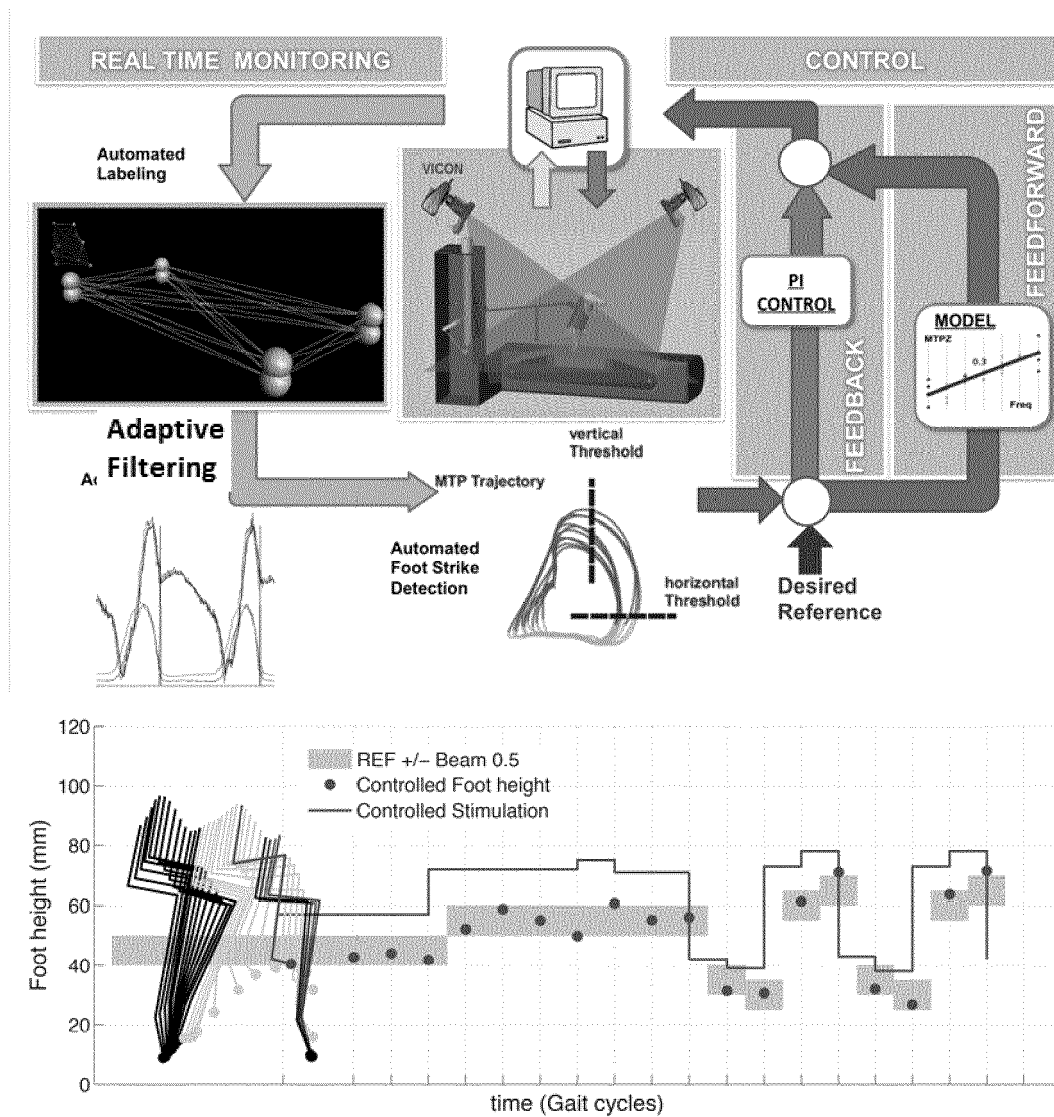 REAL TIME MONITORING
CONTROL
Automated
Labeling
VICON
FEEDFORWARD
PI
CONTROL
MODEL
MTPZ
0.3
Freq
FEEDBACK
Adaptive
Filtering
vertical
Threshold
MTP Trajectory
Automated
Foot Strike
Detection
horizontal
Threshold
Desired
Reference
120
100
80
60
40
20
0
Foot height (mm)
REF +/- Beam 0.5
Controlled Foot height
Controlled Stimulation
time (Gait cycles)